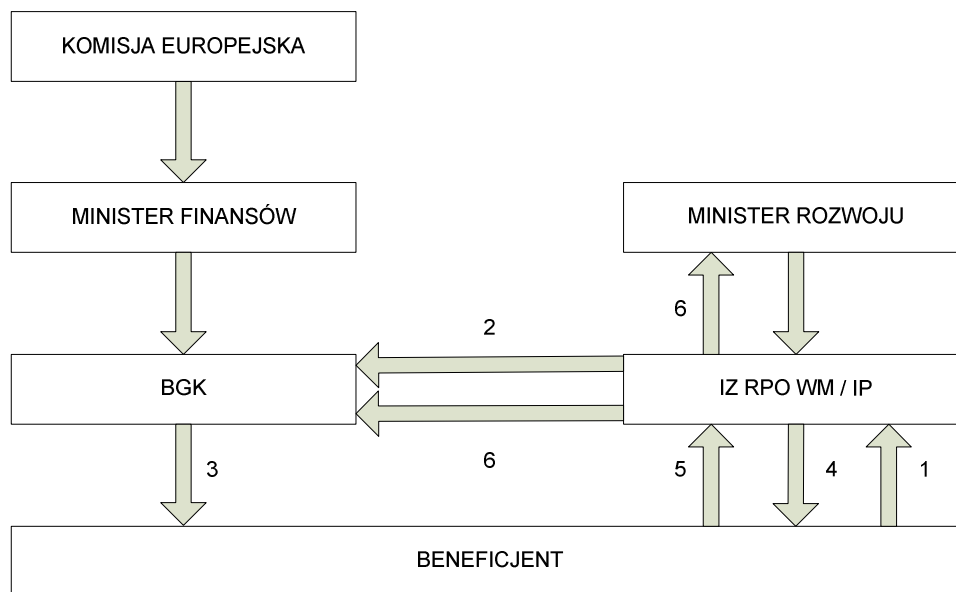 KOMISJA EUROPEJSKA
MINISTER FINANSÓW
MINISTER ROZWOJU
6
2
BGK
IZ RPO WM / IP
6
3
5
4
1
BENEFICJENT